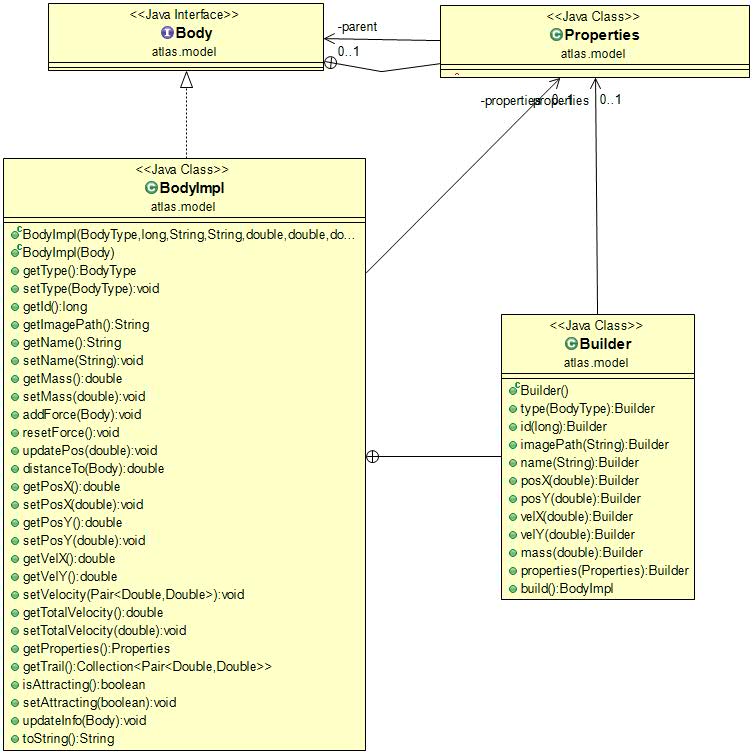 <<Java Interface>>
Body
atlas.model
-parent
0..1
<<Java Class>>
Properties
atlas.model
-properties 0..1
properties 0..1
<<Java Class>>
BodyImpl
atlas.model
BodyImpl(BodyType,long,String,String,double,double,do...
BodyImpl(Body)
getType():BodyType
setType(BodyType):void
getId():long
getImagePath():String
getName():String
setName(String):void
getMass():double
setMass(double):void
addForce(Body):void
resetForce():void
updatePos(double):void
distanceTo(Body):double
getPosX():double
setPosX(double):void
getPosY():double
setPosY(double):void
getVelX():double
getVelY():double
setVelocity(Pair<Double,Double>):void
getTotalVelocity():double
setTotalVelocity(double):void
getProperties():Properties
getTrail():Collection<Pair<Double,Double>>
isAttracting():boolean
setAttracting(boolean):void
updateInfo(Body):void
toString():String
<<Java Class>>
Builder
atlas.model
Builder()
type(BodyType):Builder
id(long):Builder
imagePath(String):Builder
name(String):Builder
posX(double):Builder
posY(double):Builder
velX(double):Builder
velY(double):Builder
mass(double):Builder
properties(Properties):Builder
build():BodyImpl